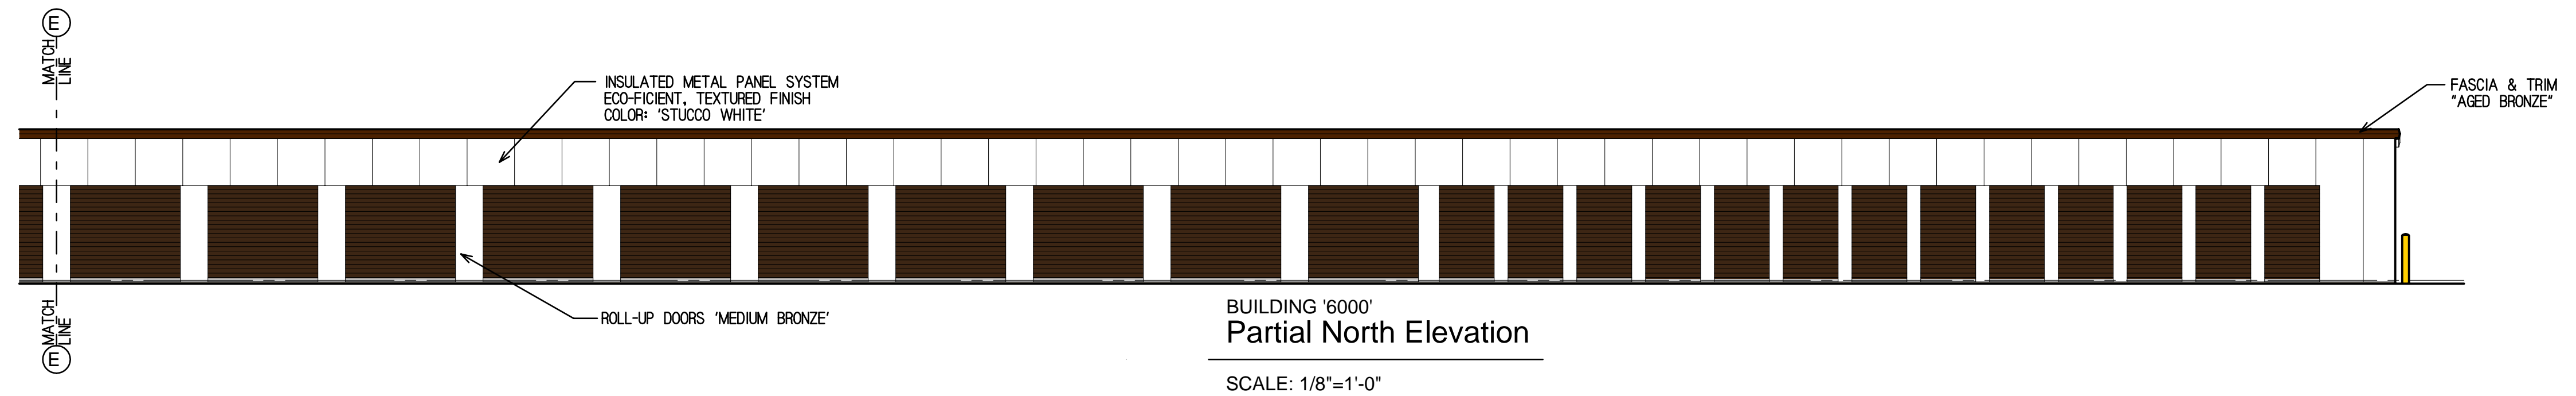 E
MATCH
LINE
INSULATED METAL PANEL SYSTEM
ECO-FICIENT, TEXTURED FINISH
COLOR: 'STUCCO WHITE'
FASCIA & TRIM
"AGED BRONZE"
ROLL-UP DOORS 'MEDIUM BRONZE'
MATCH
LINE
E
BUILDING '6000'
Partial North Elevation
SCALE: 1/8"=1'-0"